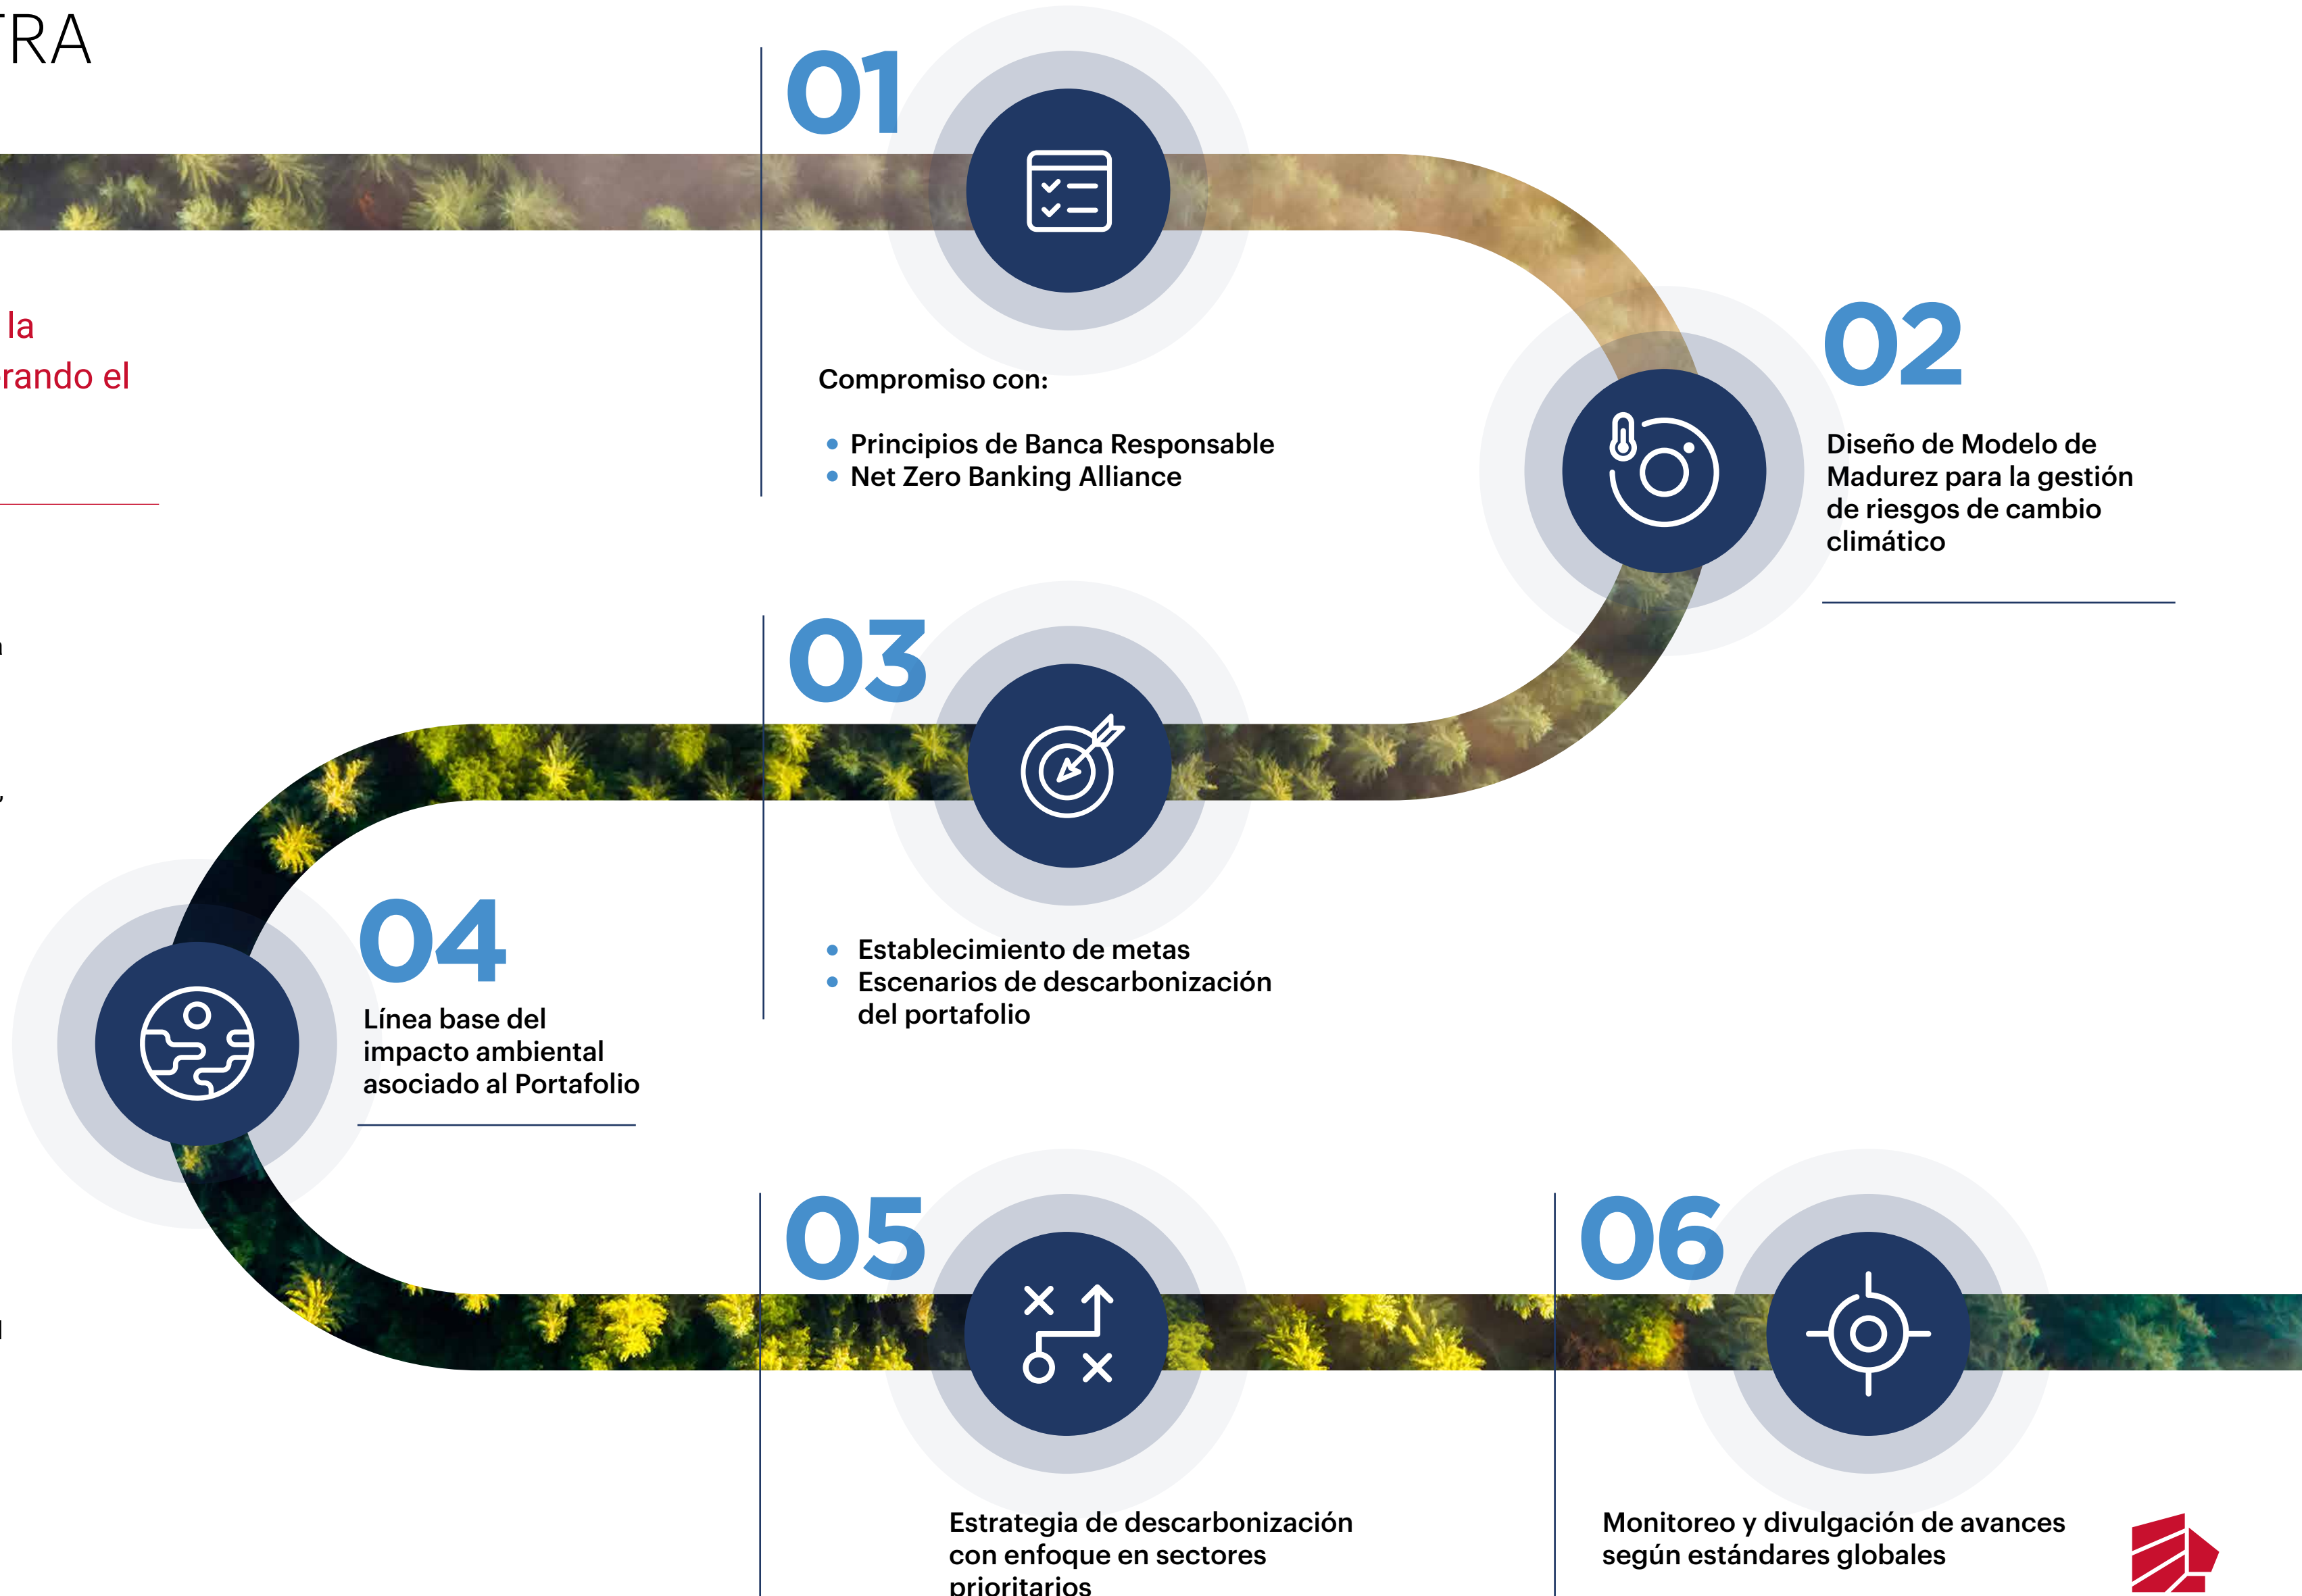 la
el
01
Compromiso con:
Principios de Banca Responsable
Net Zero Banking Alliance
02
Diseño de Modelo de
Madurez para la gestión
de riesgos de cambio
climático
03
Establecimiento de metas
Escenarios de descarbonización
del portafolio
04
Línea base del
impacto ambiental
asociado al Portafolio
05
Estrategia de descarbonización
con enfoque en sectores
prioritarios
06
Monitoreo y divulgación de avances
según estándares globales